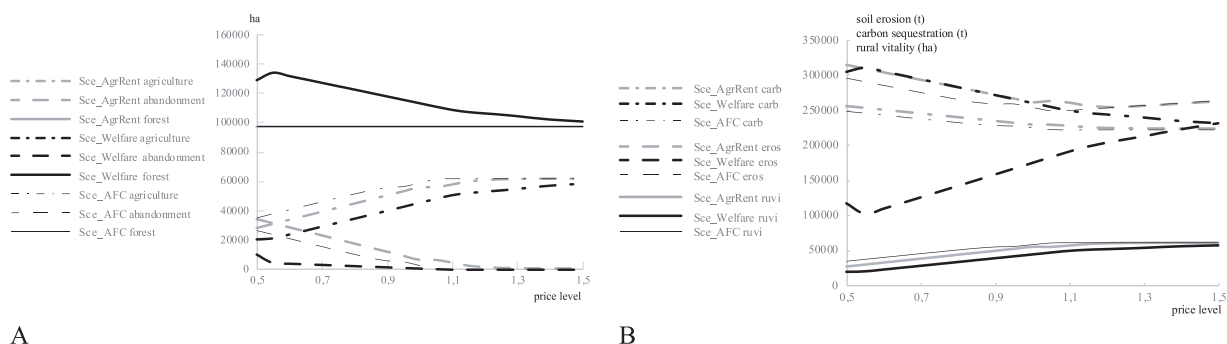 ha
160000
140000
120000
100000
80000
60000
40000
20000
0
0,5 0,7 0,9 1,1 1,3 1,5
price level
Sce_AgrRent agriculture
Sce_AgrRent abandonment
Sce_AgrRent forest
Sce_Welfare agriculture
Sce_Welfare abandonment
Sce_Welfare forest
Sce_AFC agriculture
Sce_AFC abandonment
Sce_AFC forest
A
soil erosion (t)
carbon sequestration (t)
rural vitality (ha)
350000
300000
250000
200000
150000
100000
50000
0
0,5 0,7 0,9 1,1 1,3 1,5
price level
Sce_AgrRent carb
Sce_Welfare carb
Sce_AFC carb
Sce_AgrRent eros
Sce_Welfare eros
Sce_AFC eros
Sce_AgrRent ruvi
Sce_Welfare ruvi
Sce_AFC ruvi
B